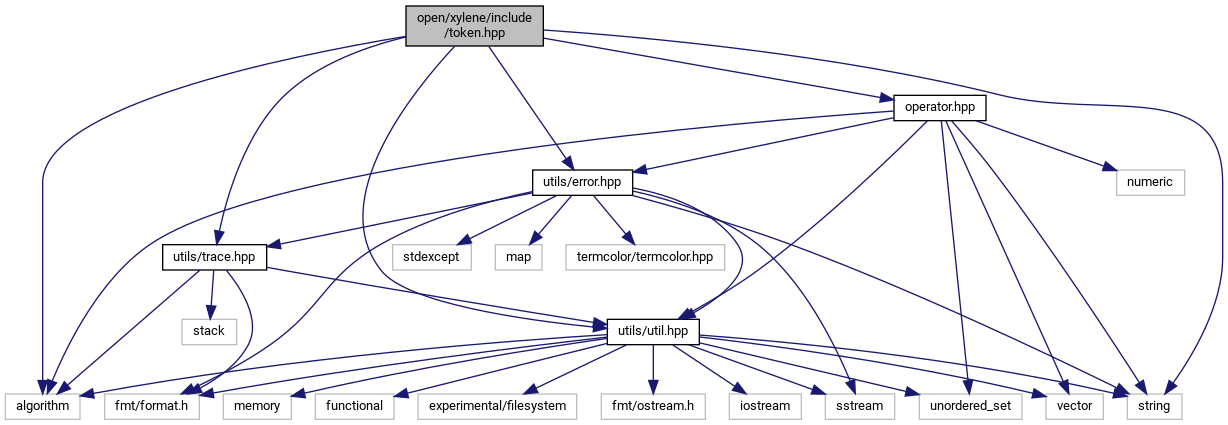 open/xylene/include
/token.hpp
operator.hpp
utils/error.hpp
numeric
utils/trace.hpp
stdexcept
map
termcolor/termcolor.hpp
stack
utils/util.hpp
algorithm
fmt/format.h
memory
functional
experimental/filesystem
fmt/ostream.h
iostream
sstream
unordered_set
vector
string